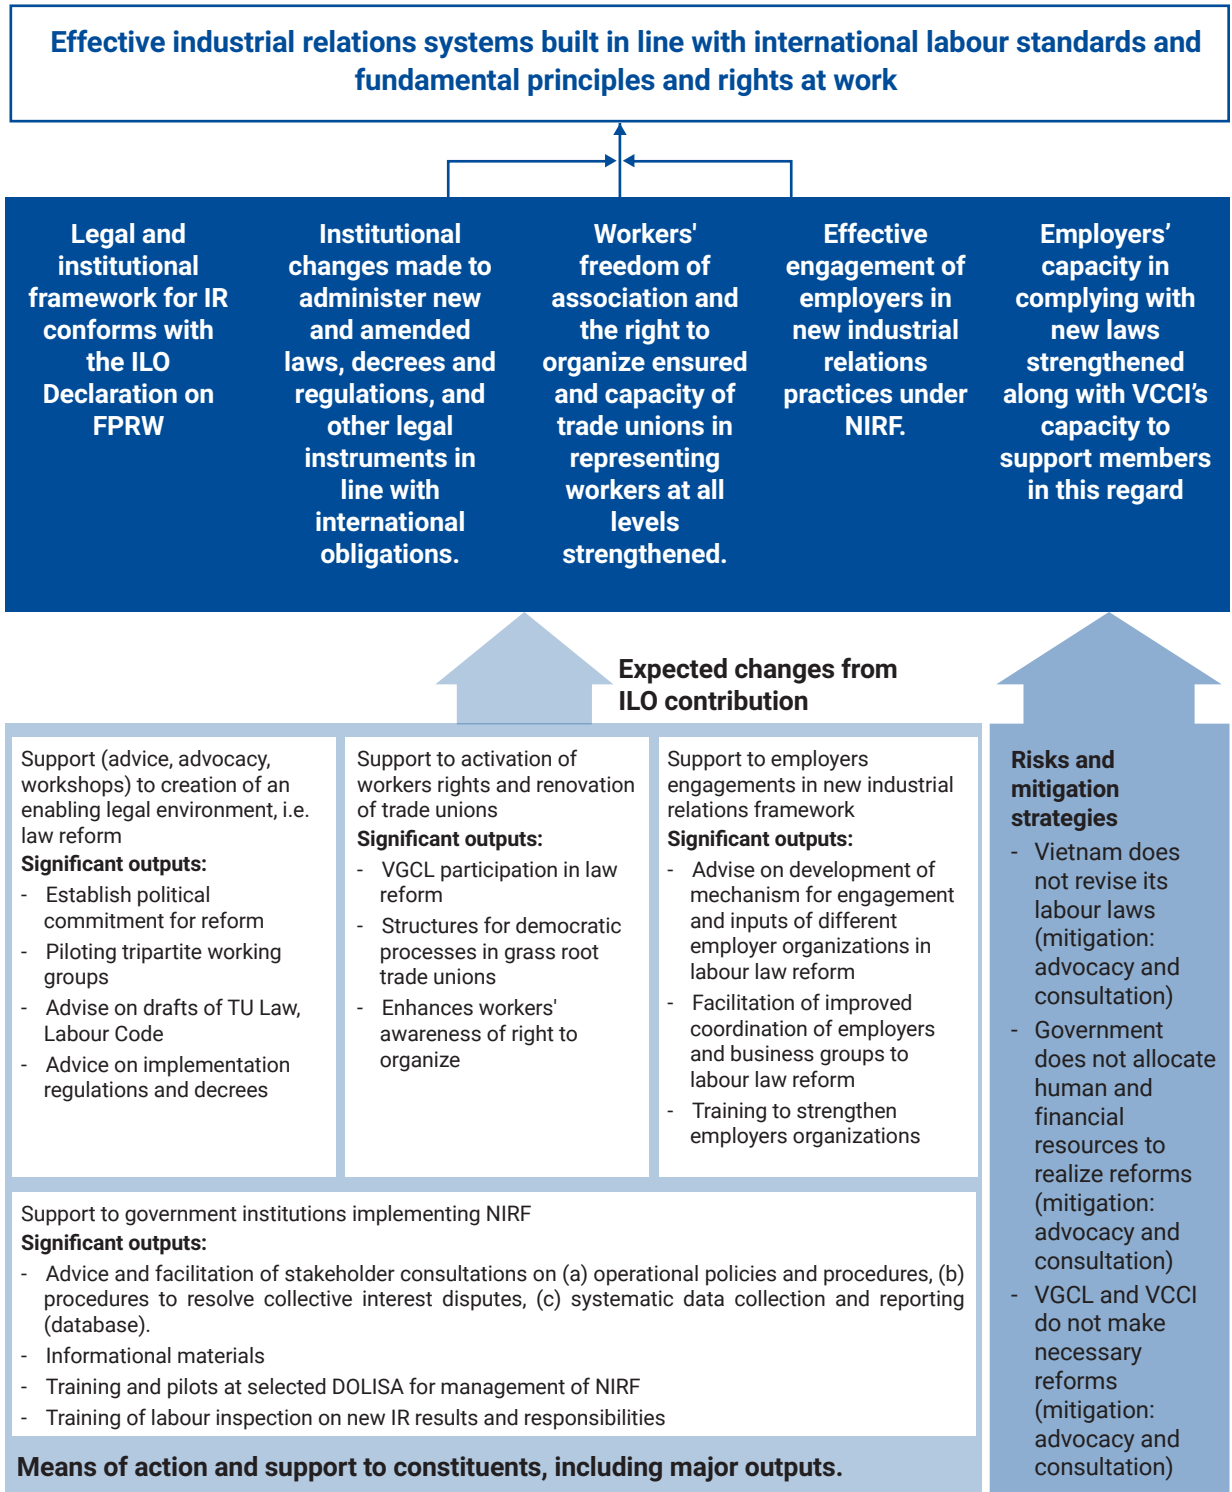 Effective industrial relations systems built in line with international labour standards and
fundamental principles and rights at work
Legal and
institutional
framework for IR
conforms with
the ILO
Declaration on
FPRW
Institutional
changes made to
administer new
and amended
laws, decrees and
regulations, and
other legal
instruments in
line with
international
obligations.
Workers'
freedom of
association and
the right to
organize ensured
and capacity of
trade unions in
representing
workers at all
levels
strengthened.
Effective
engagement of
employers in
new industrial
relations
practices under
NIRF.
Employers’
capacity in
complying with
new laws
strengthened
along with VCCI’s
capacity to
support members
in this regard
Expected changes from
ILO contribution
Support (advice, advocacy,
workshops) to creation of an
enabling legal environment, i.e.
law reform
Significant outputs:
- Establish political
commitment for reform
- Piloting tripartite working
groups
- Advise on drafts of TU Law,
Labour Code
- Advice on implementation
regulations and decrees
Support to activation of
workers rights and renovation
of trade unions
Significant outputs:
- VGCL participation in law
reform
- Structures for democratic
processes in grass root
trade unions
- Enhances workers'
awareness of right to
organize
Support to employers
engagements in new industrial
relations framework
Significant outputs:
- Advise on development of
mechanism for engagement
and inputs of different
employer organizations in
labour law reform
- Facilitation of improved
coordination of employers
and business groups to
labour law reform
- Training to strengthen
employers organizations
Support to government institutions implementing NIRF
Significant outputs:
- Advice and facilitation of stakeholder consultations on (a) operational policies and procedures, (b)
procedures to resolve collective interest disputes, (c) systematic data collection and reporting
(database).
- Informational materials
- Training and pilots at selected DOLISA for management of NIRF
- Training of labour inspection on new IR results and responsibilities
Means of action and support to constituents, including major outputs.
Risks and
mitigation
strategies
- Vietnam does
not revise its
labour laws
(mitigation:
advocacy and
consultation)
- Government
does not allocate
human and
financial
resources to
realize reforms
(mitigation:
advocacy and
consultation)
- VGCL and VCCI
do not make
necessary
reforms
(mitigation:
advocacy and
consultation)